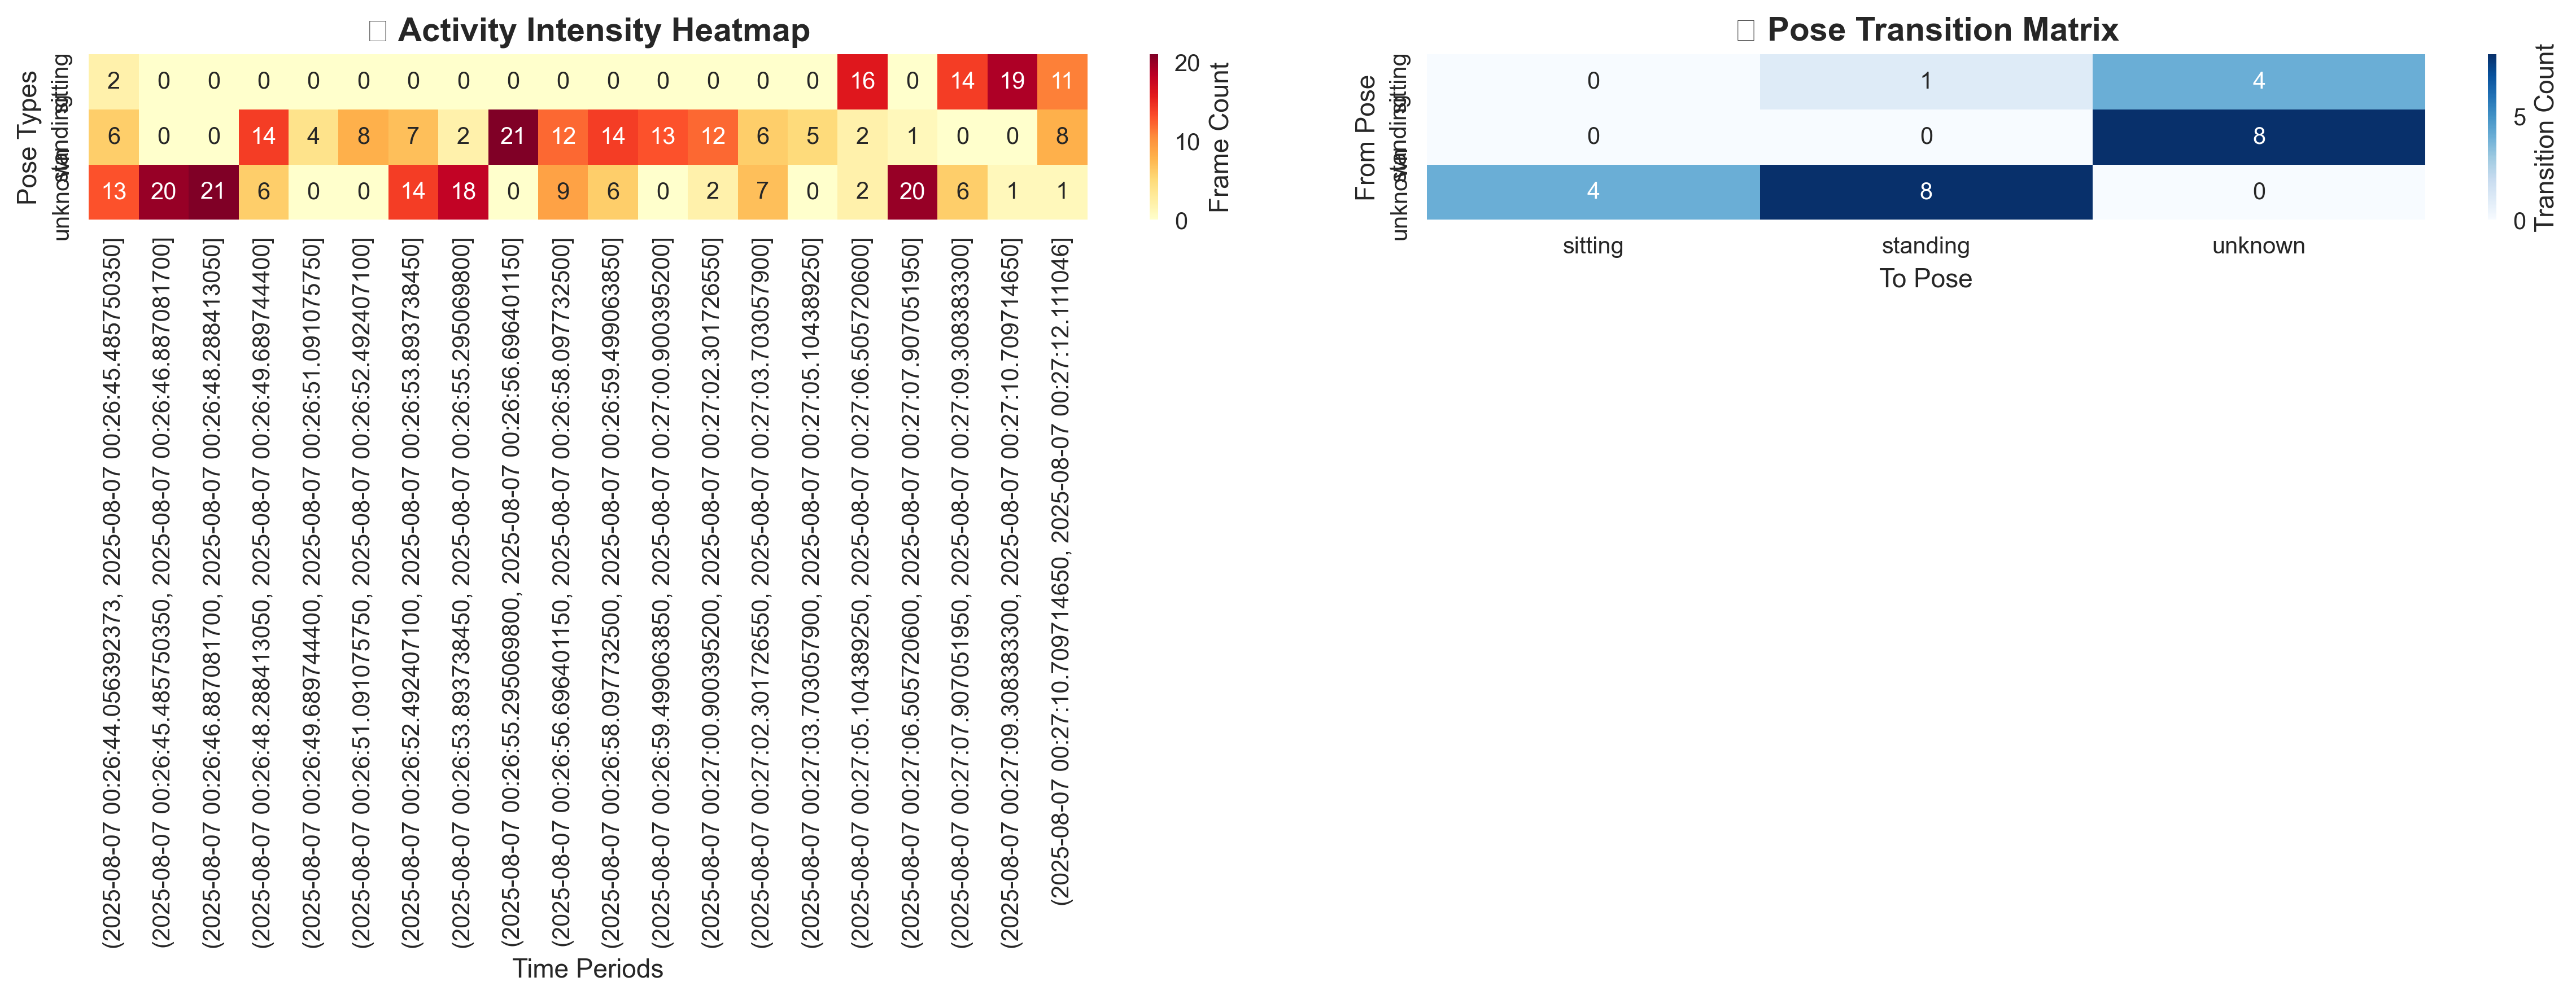 Activity Intensity Heatmap
Pose Types
sitting
standing
unknown
2 0 0 0 0 0 0 0 0 0 0 0 0 0 0 16 0 14 19 11
6 0 0 14 4 8 7 2 21 12 14 13 12 6 5 2 1 0 0 8
13 20 21 6 0 0 14 18 0 9 6 0 2 7 0 2 20 6 1 1
20
10
0
Frame Count
(2025-08-07 00:26:44.056392373, 2025-08-07 00:26:45.485750350]
(2025-08-07 00:26:45.485750350, 2025-08-07 00:26:46.887081700]
(2025-08-07 00:26:46.887081700, 2025-08-07 00:26:48.288413050]
(2025-08-07 00:26:48.288413050, 2025-08-07 00:26:49.689744400]
(2025-08-07 00:26:49.689744400, 2025-08-07 00:26:51.091075750]
(2025-08-07 00:26:51.091075750, 2025-08-07 00:26:52.492407100]
(2025-08-07 00:26:52.492407100, 2025-08-07 00:26:53.893738450]
(2025-08-07 00:26:53.893738450, 2025-08-07 00:26:55.295069800]
(2025-08-07 00:26:55.295069800, 2025-08-07 00:26:56.696401150]
(2025-08-07 00:26:56.696401150, 2025-08-07 00:26:58.097732500]
(2025-08-07 00:26:58.097732500, 2025-08-07 00:26:59.499063850]
(2025-08-07 00:26:59.499063850, 2025-08-07 00:27:00.900395200]
(2025-08-07 00:27:00.900395200, 2025-08-07 00:27:02.301726550]
(2025-08-07 00:27:02.301726550, 2025-08-07 00:27:03.703057900]
(2025-08-07 00:27:03.703057900, 2025-08-07 00:27:05.104389250]
(2025-08-07 00:27:05.104389250, 2025-08-07 00:27:06.505720600]
(2025-08-07 00:27:06.505720600, 2025-08-07 00:27:07.907051950]
(2025-08-07 00:27:07.907051950, 2025-08-07 00:27:09.308383300]
(2025-08-07 00:27:09.308383300, 2025-08-07 00:27:10.709714650]
(2025-08-07 00:27:10.709714650, 2025-08-07 00:27:12.111046]
Time Periods
Pose Transition Matrix
From Pose
sitting
standing
unknown
0 1 4
0 0 8
4 8 0
sitting standing unknown
To Pose
5
0
Transition Count